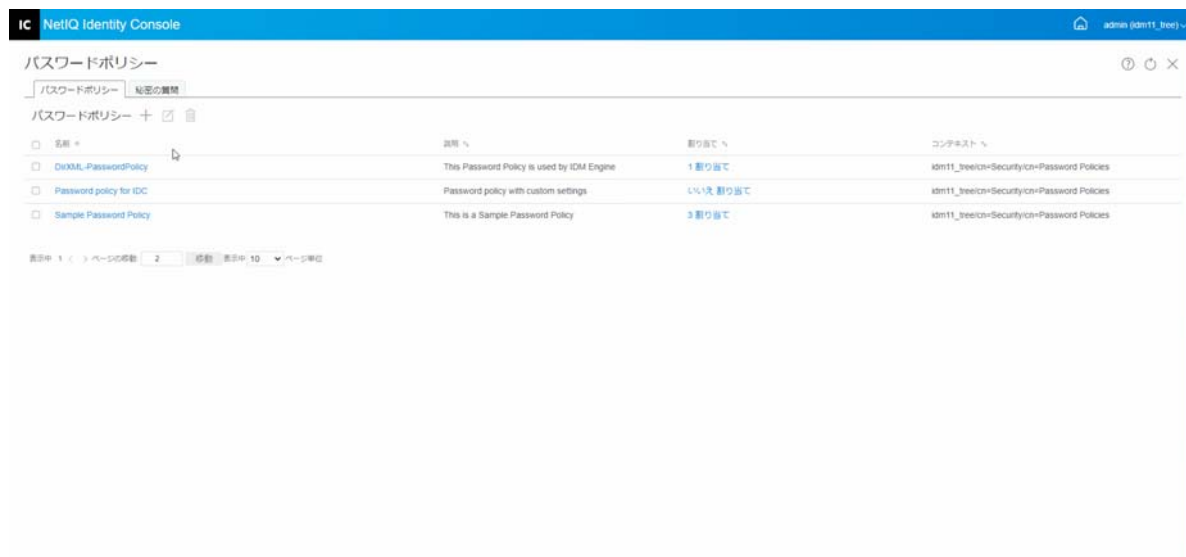 IC NetIQ Identity Console admin (idm11_tree)
パスワードポリシー
パスワードポリシー 秘密の質問
パスワードポリシー
名前 説明 割り当て コンテキスト
DirXML-PasswordPolicy This Password Policy is used by IDM Engine 1 割り当て idm11_tree/cn=Security/cn=Password Policies
Password policy for IDC Password policy with custom settings いいえ 割り当て idm11_tree/cn=Security/cn=Password Policies
Sample Password Policy This is a Sample Password Policy 3 割り当て idm11_tree/cn=Security/cn=Password Policies
表示中 1 < > ページの移動 2 移動 表示中 10 ページ単位